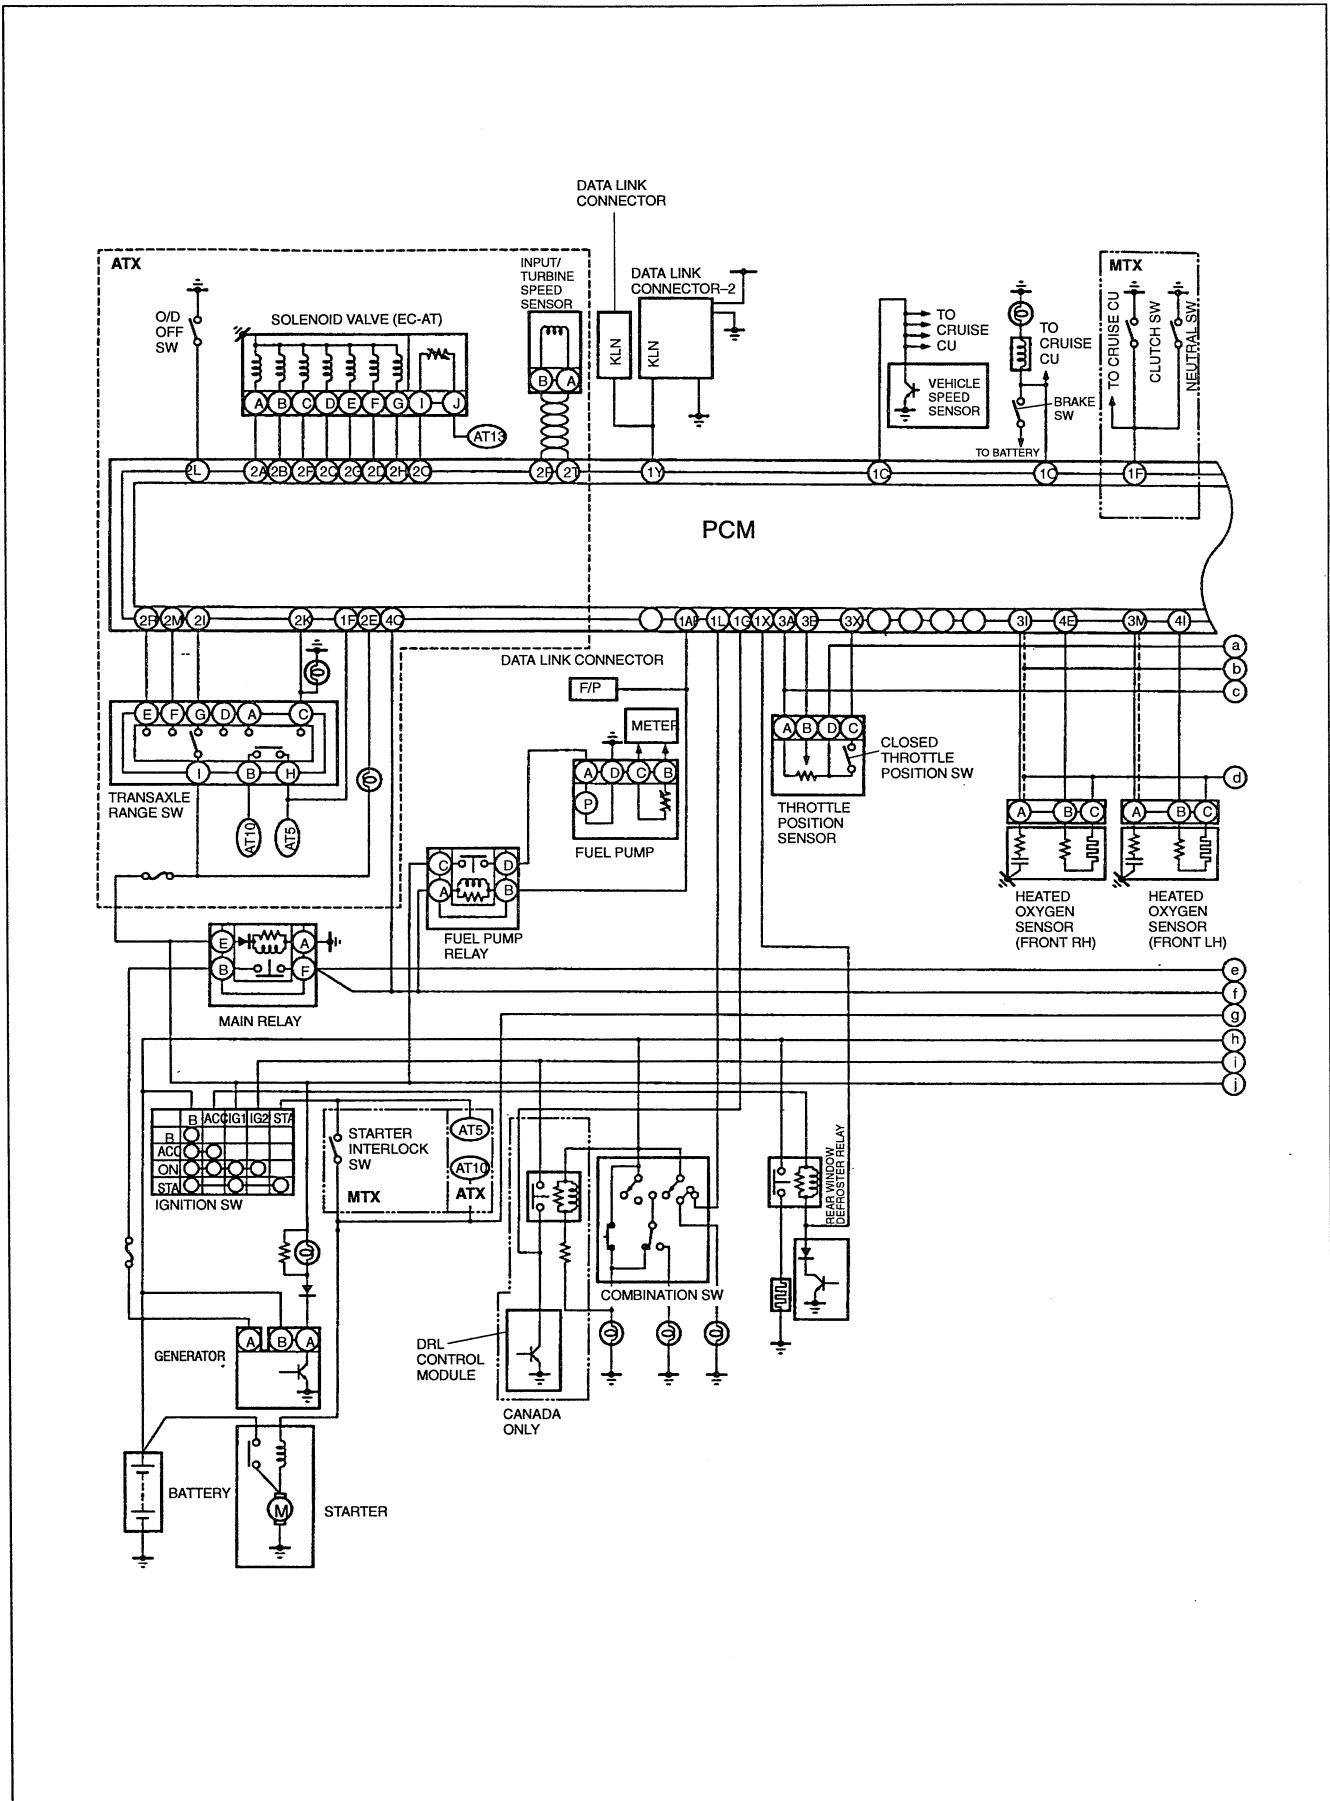 DATA LINK
CONNECTOR
ATX
INPUT/
TURBINE
SPEED
SENSOR
DATA LINK
CONNECTOR–2
MTX
O/D
OFF
SW
SOLENOID VALVE (EC-AT)
KLN
KLN
TO
CRUISE
CU
VEHICLE
SPEED
SENSOR
TO
CRUISE
CU
BRAKE
SW
TO BATTERY
TO CRUISE CU
CLUTCH SW
NEUTRAL SW
B A
A B C D E F G I J
AT13
2L 2A 2B 2F 2C 2G 2D 2H 2O 2T 1Y 1F
PCM
2M 2I 2K 1F 2E 4C 1L 1G 1X 3A 3X 3I 4E 3M 4I
a
b
c
DATA LINK CONNECTOR
F/P
METER
E F G D A C
I B H
TRANSAXLE
RANGE SW
AT10
AT5
A D C B
P
FUEL PUMP
A B D C
CLOSED
THROTTLE
POSITION SW
THROTTLE
POSITION
SENSOR
d
A B C
A B C
HEATED
OXYGEN
SENSOR
(FRONT RH)
HEATED
OXYGEN
SENSOR
(FRONT LH)
C D
A B
FUEL PUMP
RELAY
E A
B F
MAIN RELAY
e
f
g
h
i
j
B ACC IG1 IG2 STA
B
ACC
ON
STA
IGNITION SW
STARTER
INTERLOCK
SW
MTX
AT5
AT10
ATX
REAR WINDOW
DEFROSTER RELAY
COMBINATION SW
A B A
GENERATOR
DRL
CONTROL
MODULE
CANADA
ONLY
BATTERY
M
STARTER